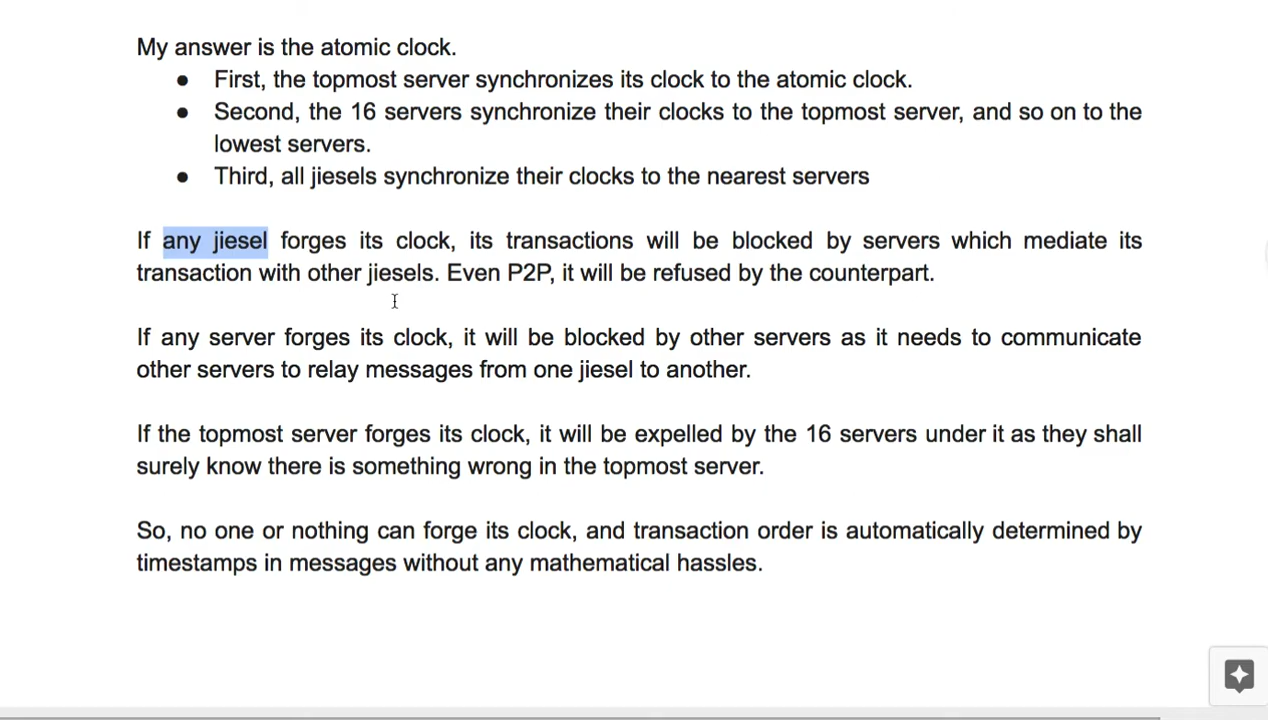 My answer is the atomic clock.
● First, the topmost server synchronizes its clock to the atomic clock.
● Second, the 16 servers synchronize their clocks to the topmost server, and so on to the
lowest servers.
● Third, all jiesels synchronize their clocks to the nearest servers
If any jiesel forges its clock, its transactions will be blocked by servers which mediate its
transaction with other jiesels. Even P2P, it will be refused by the counterpart.
If any server forges its clock, it will be blocked by other servers as it needs to communicate
other servers to relay messages from one jiesel to another.
If the topmost server forges its clock, it will be expelled by the 16 servers under it as they shall
surely know there is something wrong in the topmost server.
So, no one or nothing can forge its clock, and transaction order is automatically determined by
timestamps in messages without any mathematical hassles.